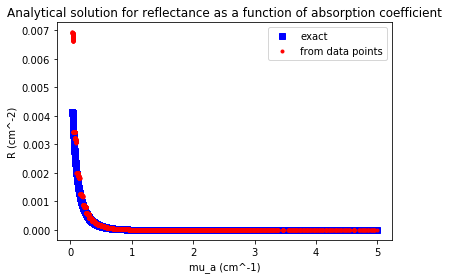 Analytical solution for reflectance as a function of absorption coefficient
exact
from data points
R (cm^-2)
0.007
0.006
0.005
0.004
0.003
0.002
0.001
0.000
0 1 2 3 4 5
mu_a (cm^-1)